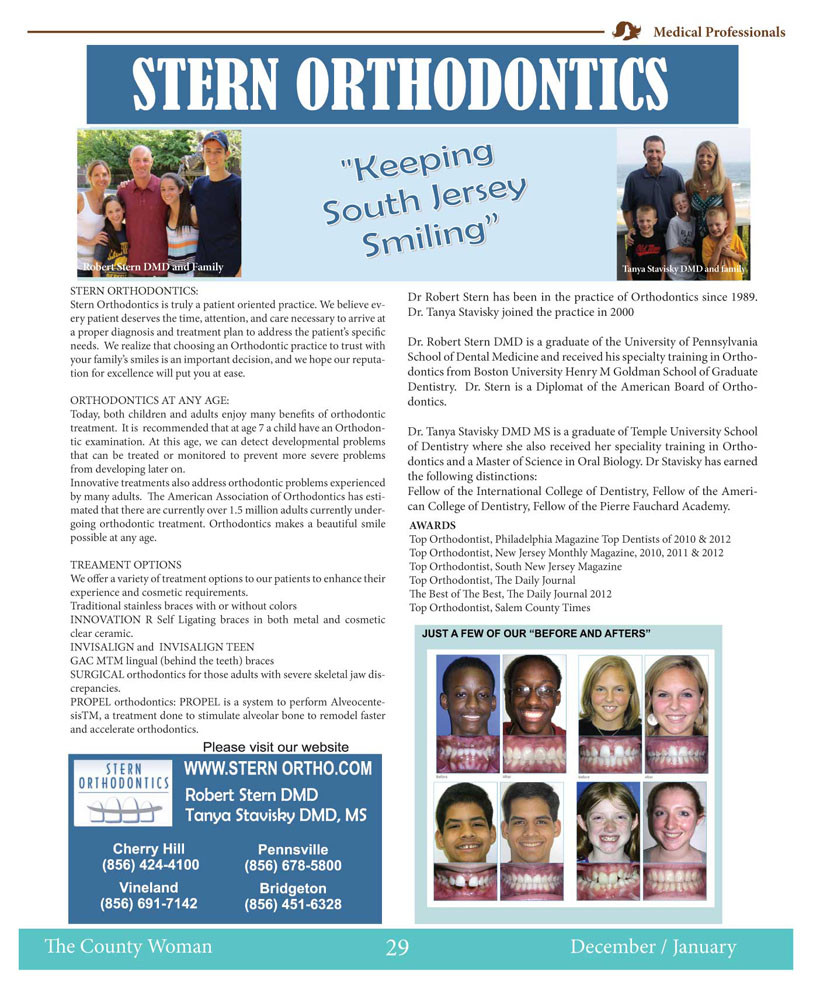 Medical Professionals
STERN ORTHODONTICS
"Keeping
South Jersey
Smiling”
Robert Stern DMD and Family
Tanya Stavisky DMD and family
STERN ORTHODONTICS:
Stern Orthodontics is truly a patient oriented practice. We believe ev-
ery patient deserves the time, attention, and care necessary to arrive at
a proper diagnosis and treatment plan to address the patient’s specific
needs. We realize that choosing an Orthodontic practice to trust with
your family’s smiles is an important decision, and we hope our reputa-
tion for excellence will put you at ease.
ORTHODONTICS AT ANY AGE:
Today, both children and adults enjoy many benefits of orthodontic
treatment. It is recommended that at age 7 a child have an Orthodon-
tic examination. At this age, we can detect developmental problems
that can be treated or monitored to prevent more severe problems
from developing later on.
Innovative treatments also address orthodontic problems experienced
by many adults. The American Association of Orthodontics has esti-
mated that there are currently over 1.5 million adults currently under-
going orthodontic treatment. Orthodontics makes a beautiful smile
possible at any age.
TREAMENT OPTIONS
We offer a variety of treatment options to our patients to enhance their
experience and cosmetic requirements.
Traditional stainless braces with or without colors
INNOVATION R Self Ligating braces in both metal and cosmetic
clear ceramic.
INVISALIGN and INVISALIGN TEEN
GAC MTM lingual (behind the teeth) braces
SURGICAL orthodontics for those adults with severe skeletal jaw dis-
crepancies.
PROPEL orthodontics: PROPEL is a system to perform Alveocente-
sisTM, a treatment done to stimulate alveolar bone to remodel faster
and accelerate orthodontics.
Please visit our website
STERN
ORTHODONTICS
WWW.STERN ORTHO.COM
Robert Stern DMD
Tanya Stavisky DMD, MS
Cherry Hill
(856) 424-4100
Pennsville
(856) 678-5800
Vineland
(856) 691-7142
Bridgeton
(856) 451-6328
Dr Robert Stern has been in the practice of Orthodontics since 1989.
Dr. Tanya Stavisky joined the practice in 2000
Dr. Robert Stern DMD is a graduate of the University of Pennsylvania
School of Dental Medicine and received his specialty training in Ortho-
dontics from Boston University Henry M Goldman School of Graduate
Dentistry. Dr. Stern is a Diplomat of the American Board of Ortho-
dontics.
Dr. Tanya Stavisky DMD MS is a graduate of Temple University School
of Dentistry where she also received her speciality training in Ortho-
dontics and a Master of Science in Oral Biology. Dr Stavisky has earned
the following distinctions:
Fellow of the International College of Dentistry, Fellow of the Ameri-
can College of Dentistry, Fellow of the Pierre Fauchard Academy.
AWARDS
Top Orthodontist, Philadelphia Magazine Top Dentists of 2010 & 2012
Top Orthodontist, New Jersey Monthly Magazine, 2010, 2011 & 2012
Top Orthodontist, South New Jersey Magazine
Top Orthodontist, The Daily Journal
The Best of The Best, The Daily Journal 2012
Top Orthodontist, Salem County Times
JUST A FEW OF OUR “BEFORE AND AFTERS”
The County Woman
29
December / January